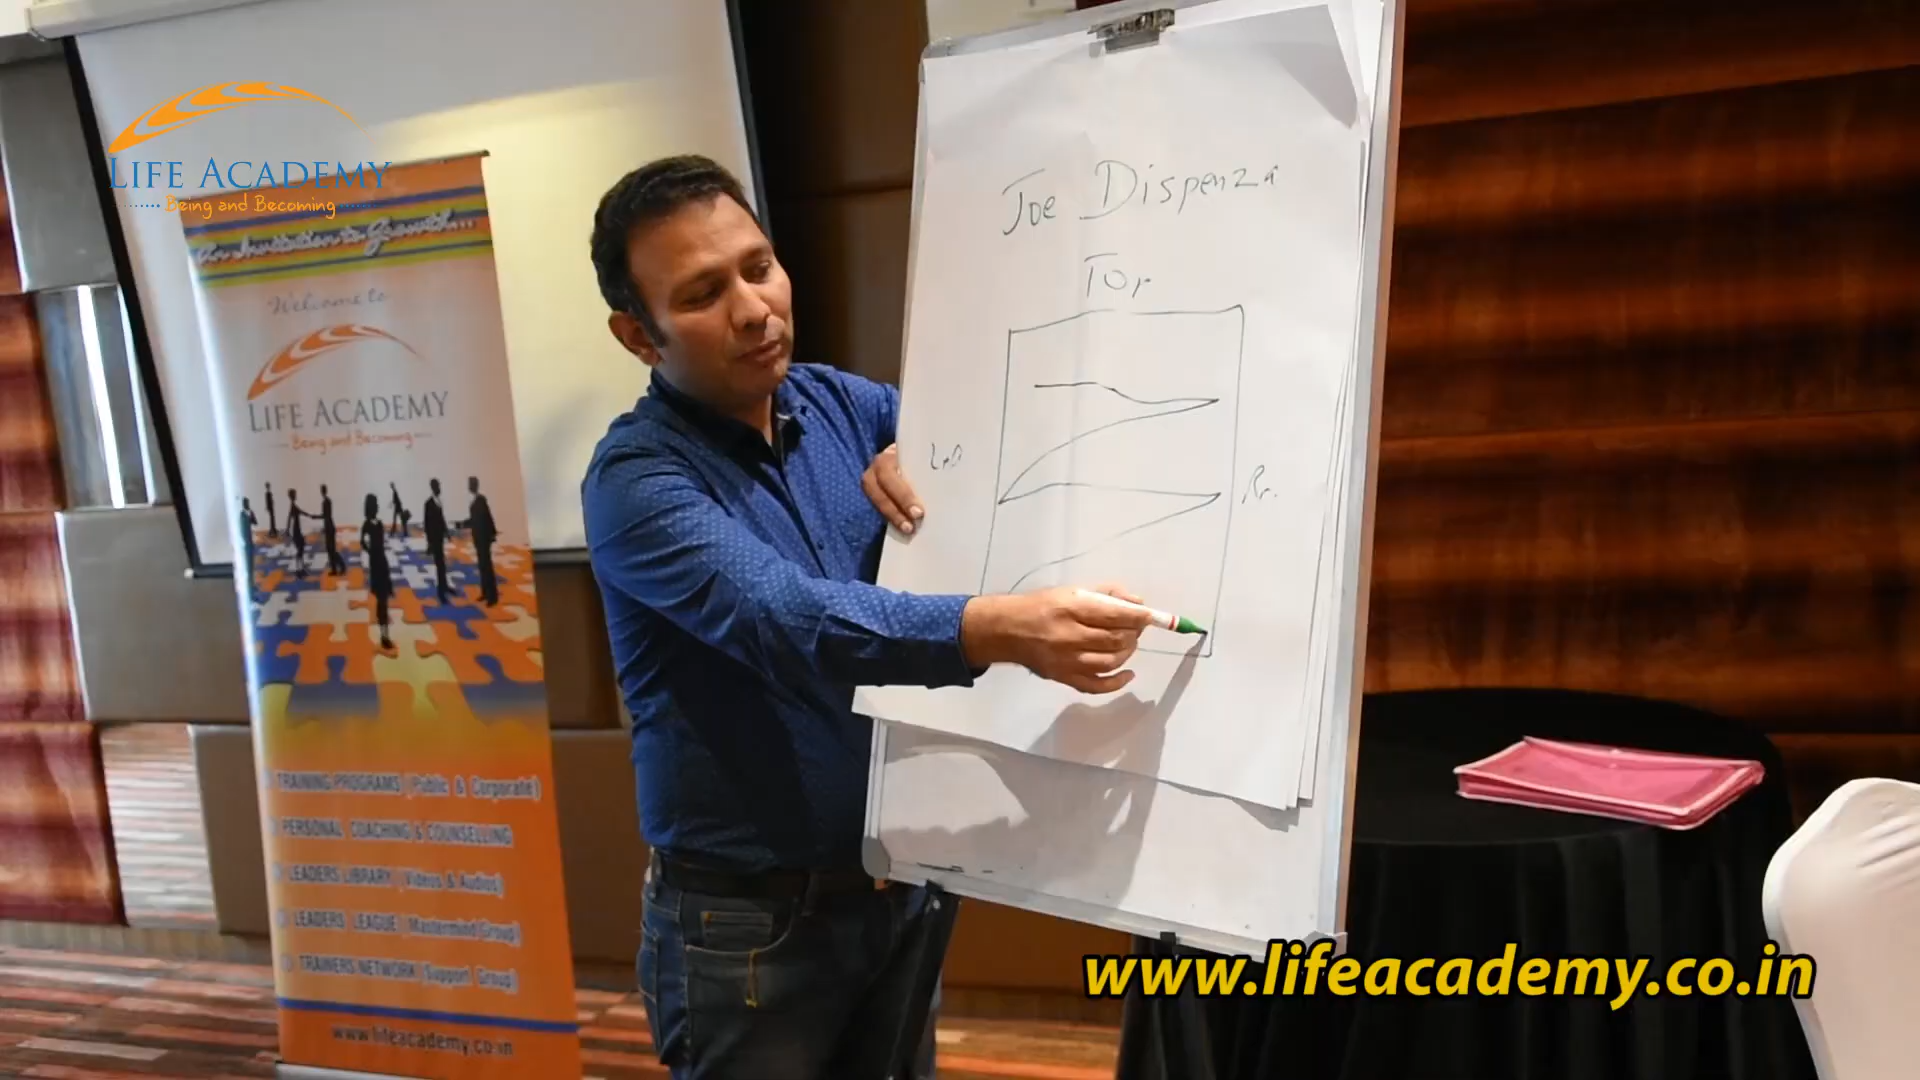 LIFE ACADEMY
Being and Becoming
An Invitation to Growth...
Welcome to
LIFE ACADEMY
Being and Becoming
TRAINING PROGRAMS (Public & Corporate)
PERSONAL COACHING & COUNSELLING
LEADERS LIBRARY (Videos & Audios)
LEADERS LEAGUE (Mastermind Group)
TRAINERS NETWORK (Support Group)
www.lifeacademy.co.in
Joe Dispenza
Top
www.lifeacademy.co.in